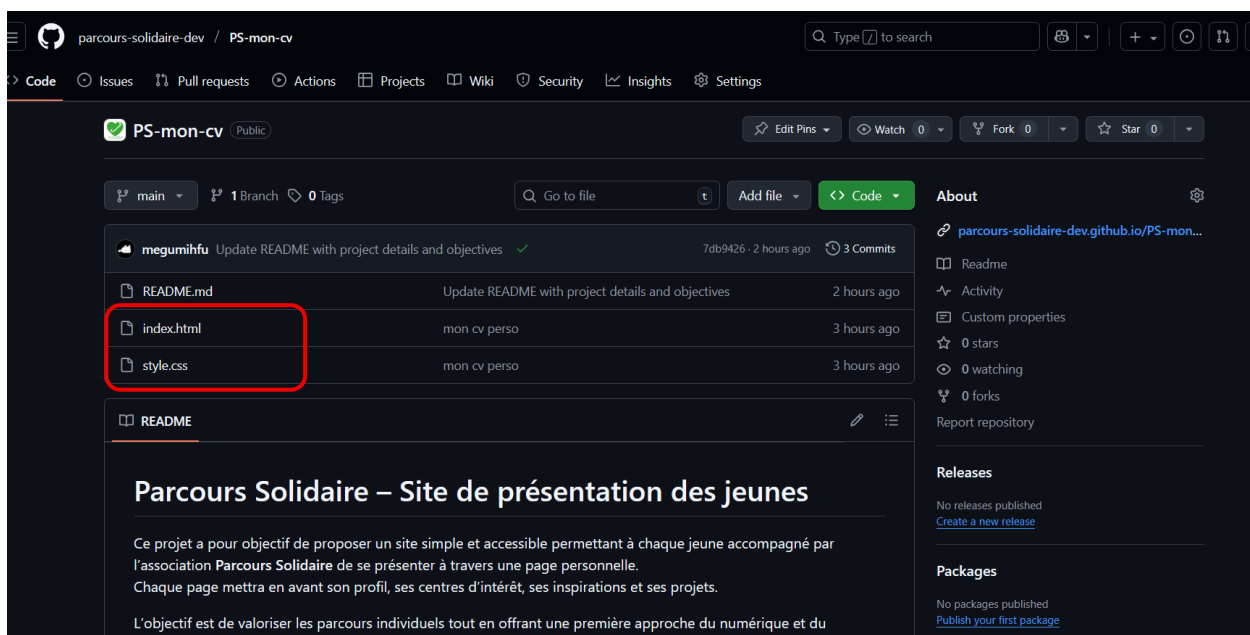 parcours-solidaire-dev / PS-mon-cv
Type / to search
Code Issues Pull requests Actions Projects Wiki Security Insights Settings
PS-mon-cv Public
Edit Pins Watch 0 Fork 0 Star 0
main 1 Branch 0 Tags
Go to file t Add file Code
megumihfu Update README with project details and objectives 7db9426 · 2 hours ago 3 Commits
README.md Update README with project details and objectives 2 hours ago
index.html mon cv perso 3 hours ago
style.css mon cv perso 3 hours ago
README
Parcours Solidaire – Site de présentation des jeunes
Ce projet a pour objectif de proposer un site simple et accessible permettant à chaque jeune accompagné par
l'association Parcours Solidaire de se présenter à travers une page personnelle.
Chaque page mettra en avant son profil, ses centres d'intérêt, ses inspirations et ses projets.
L'objectif est de valoriser les parcours individuels tout en offrant une première approche du numérique et du
About
parcours-solidaire-dev.github.io/PS-mon...
Readme
Activity
Custom properties
0 stars
0 watching
0 forks
Report repository
Releases
No releases published
Create a new release
Packages
No packages published
Publish your first package